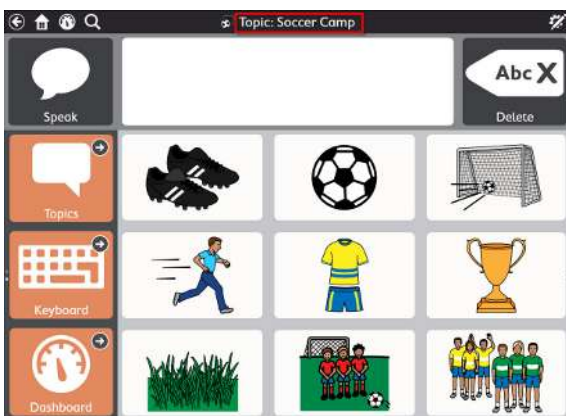 Topic: Soccer Camp
Speak
Abc X
Delete
Topics
Keyboard
Dashboard